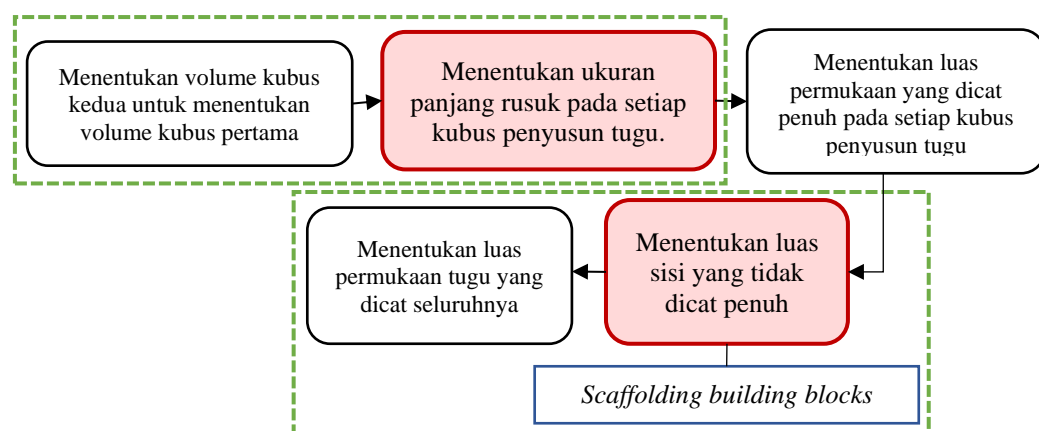 Menentukan volume kubus
kedua untuk menentukan
volume kubus pertama
Menentukan ukuran
panjang rusuk pada setiap
kubus penyusun tugu.
Menentukan luas
permukaan yang dicat
penuh pada setiap kubus
penyusun tugu
Menentukan luas
sisi yang tidak
dicat penuh
Menentukan luas
permukaan tugu yang
dicat seluruhnya
Scaffolding building blocks